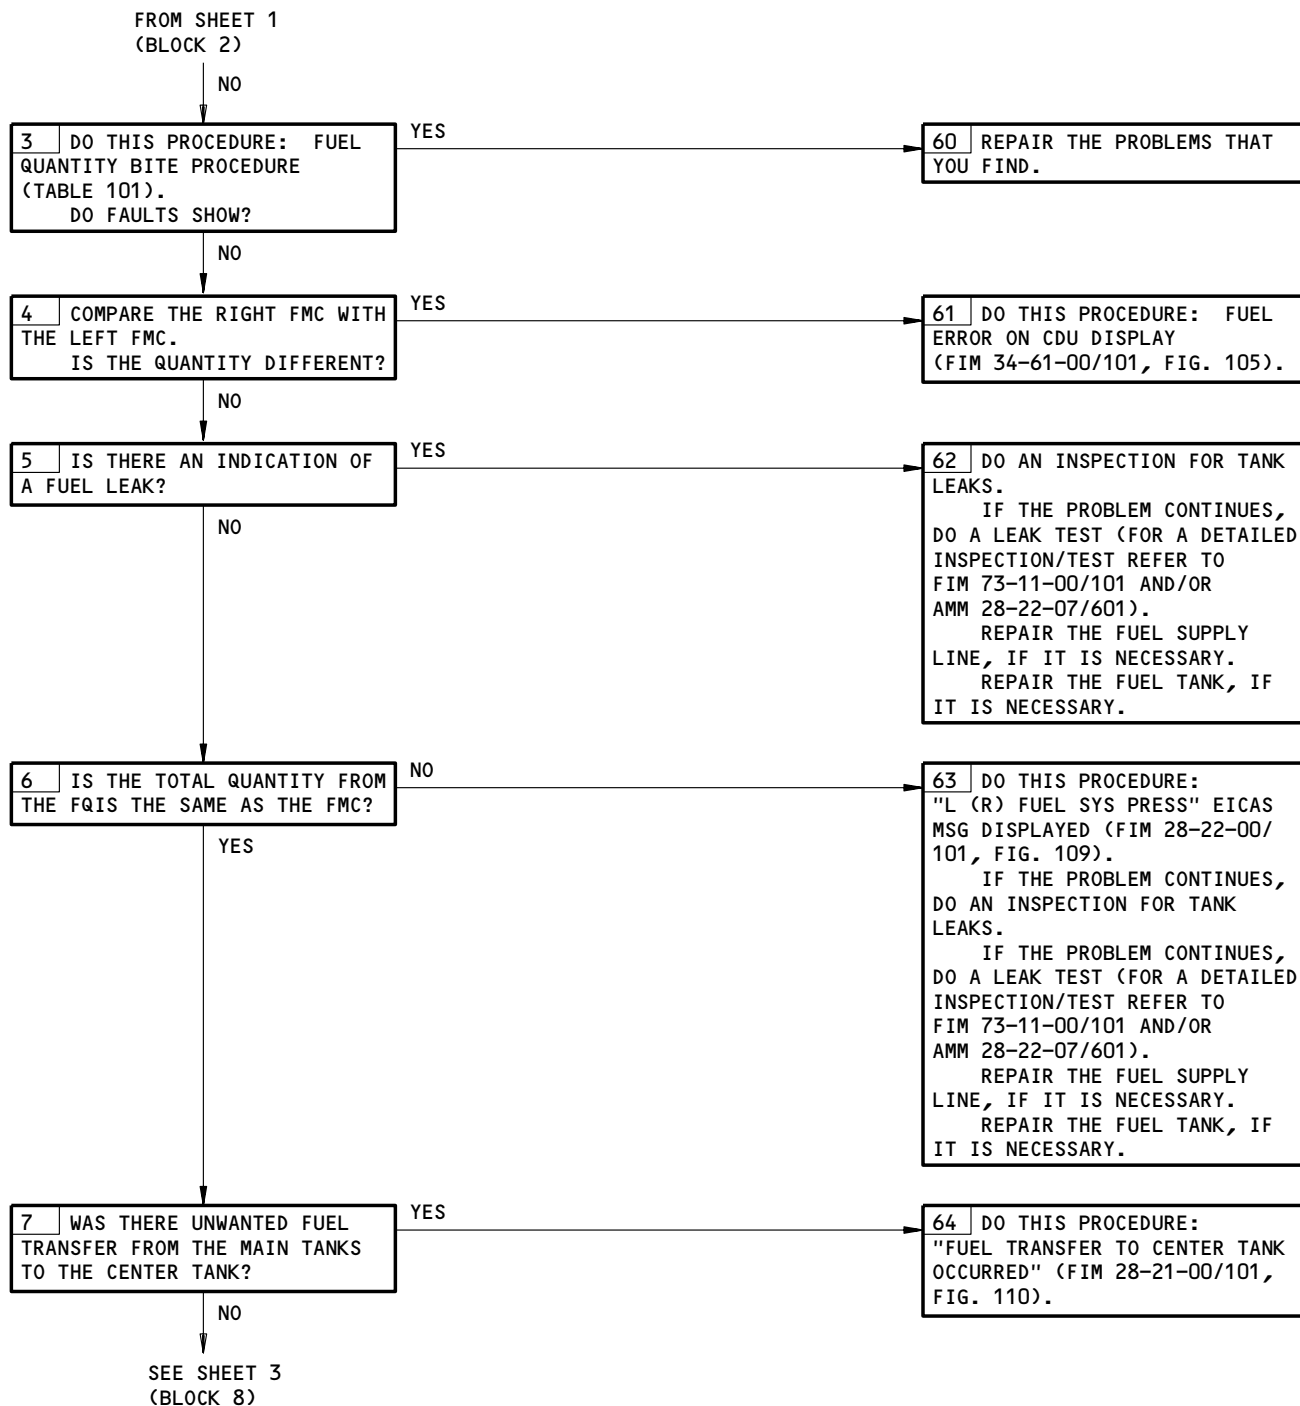 FROM SHEET 1
(BLOCK 2)
NO
3 DO THIS PROCEDURE: FUEL
QUANTITY BITE PROCEDURE
(TABLE 101).
DO FAULTS SHOW?
YES
60 REPAIR THE PROBLEMS THAT
YOU FIND.
NO
4 COMPARE THE RIGHT FMC WITH
THE LEFT FMC.
IS THE QUANTITY DIFFERENT?
YES
61 DO THIS PROCEDURE: FUEL
ERROR ON CDU DISPLAY
(FIM 34-61-00/101, FIG. 105).
NO
5 IS THERE AN INDICATION OF
A FUEL LEAK?
YES
62 DO AN INSPECTION FOR TANK
LEAKS.
IF THE PROBLEM CONTINUES,
DO A LEAK TEST (FOR A DETAILED
INSPECTION/TEST REFER TO
FIM 73-11-00/101 AND/OR
AMM 28-22-07/601).
REPAIR THE FUEL SUPPLY
LINE, IF IT IS NECESSARY.
REPAIR THE FUEL TANK, IF
IT IS NECESSARY.
NO
6 IS THE TOTAL QUANTITY FROM
THE FQIS THE SAME AS THE FMC?
NO
63 DO THIS PROCEDURE:
"L (R) FUEL SYS PRESS" EICAS
MSG DISPLAYED (FIM 28-22-00/
101, FIG. 109).
IF THE PROBLEM CONTINUES,
DO AN INSPECTION FOR TANK
LEAKS.
IF THE PROBLEM CONTINUES,
DO A LEAK TEST (FOR A DETAILED
INSPECTION/TEST REFER TO
FIM 73-11-00/101 AND/OR
AMM 28-22-07/601).
REPAIR THE FUEL SUPPLY
LINE, IF IT IS NECESSARY.
REPAIR THE FUEL TANK, IF
IT IS NECESSARY.
YES
7 WAS THERE UNWANTED FUEL
TRANSFER FROM THE MAIN TANKS
TO THE CENTER TANK?
YES
64 DO THIS PROCEDURE:
"FUEL TRANSFER TO CENTER TANK
OCCURRED" (FIM 28-21-00/101,
FIG. 110).
NO
SEE SHEET 3
(BLOCK 8)